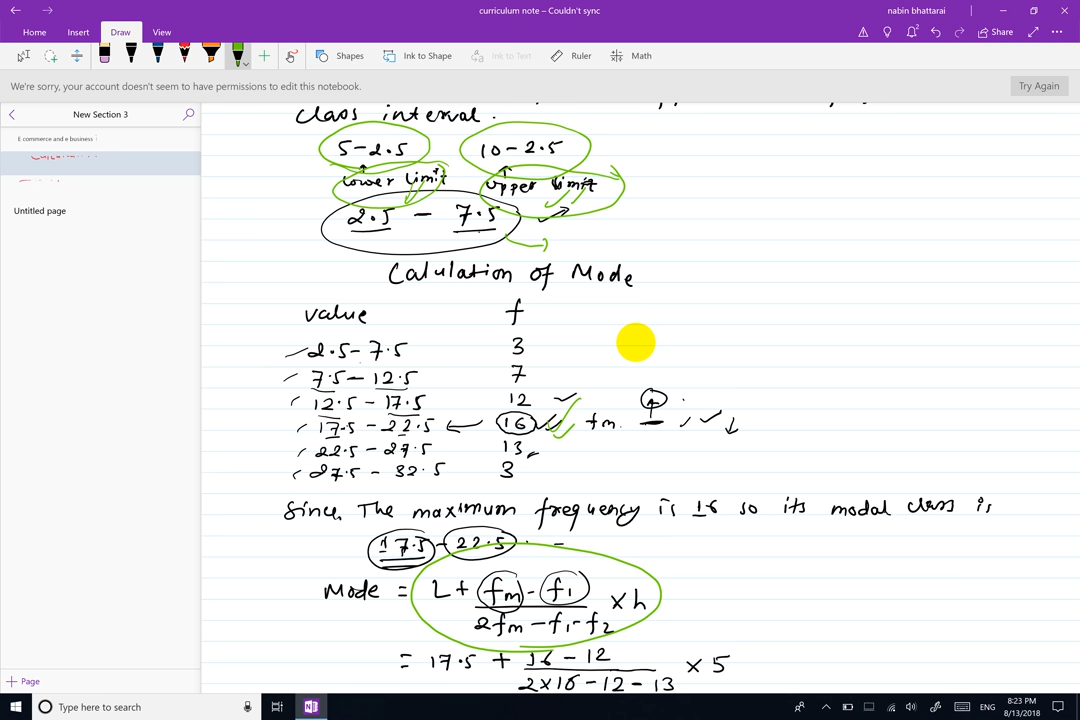 curriculum note - Couldn't sync
nabin bhattarai
Home Insert Draw View
Share
Shapes Ink to Shape Ink to Text Ruler Math
We're sorry, your account doesn't seem to have permissions to edit this notebook.
Try Again
New Section 3
E commerce and e business
Untitled page
+ Page
class interval.
5-2.5 10-2.5
lower limit upper limit
2.5 - 7.5
Calulation of Mode
value f
2.5-7.5 3
7.5-12.5 7
12.5-17.5 12
17.5-22.5 16 fm.
22.5-27.5 13
27.5-32.5 3
Since The maximum frequency is 16 so its modal class is
17.5-22.5
Mode = L+ fm - f1 × h
2fm - f1 - f2
= 17.5 + 16-12 × 5
2×16-12-13
Type here to search
ENG
8:23 PM
8/13/2018